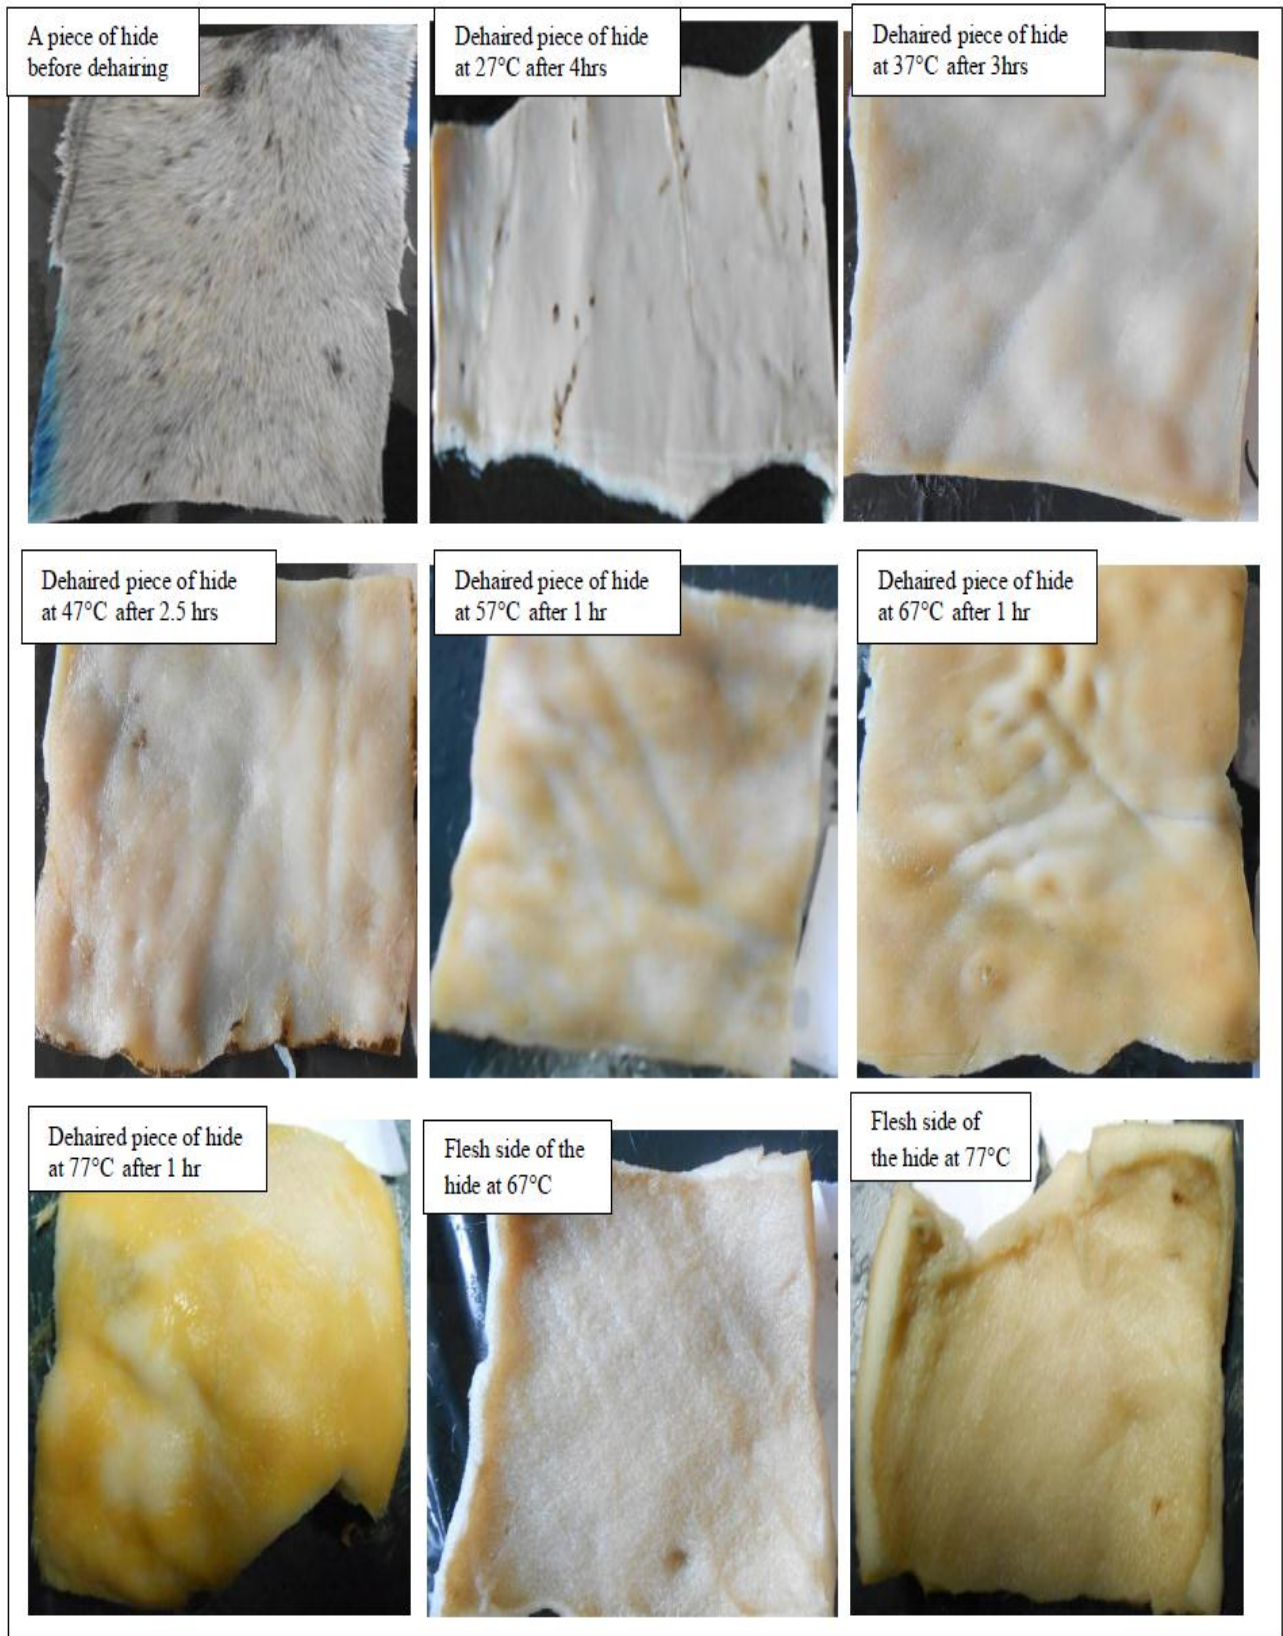 A piece of hide
before dehairing
Dehaired piece of hide
at 27°C after 4hrs
Dehaired piece of hide
at 37°C after 3hrs
Dehaired piece of hide
at 47°C after 2.5 hrs
Dehaired piece of hide
at 57°C after 1 hr
Dehaired piece of hide
at 67°C after 1 hr
Dehaired piece of hide
at 77°C after 1 hr
Flesh side of the
hide at 67°C
Flesh side of
the hide at 77°C